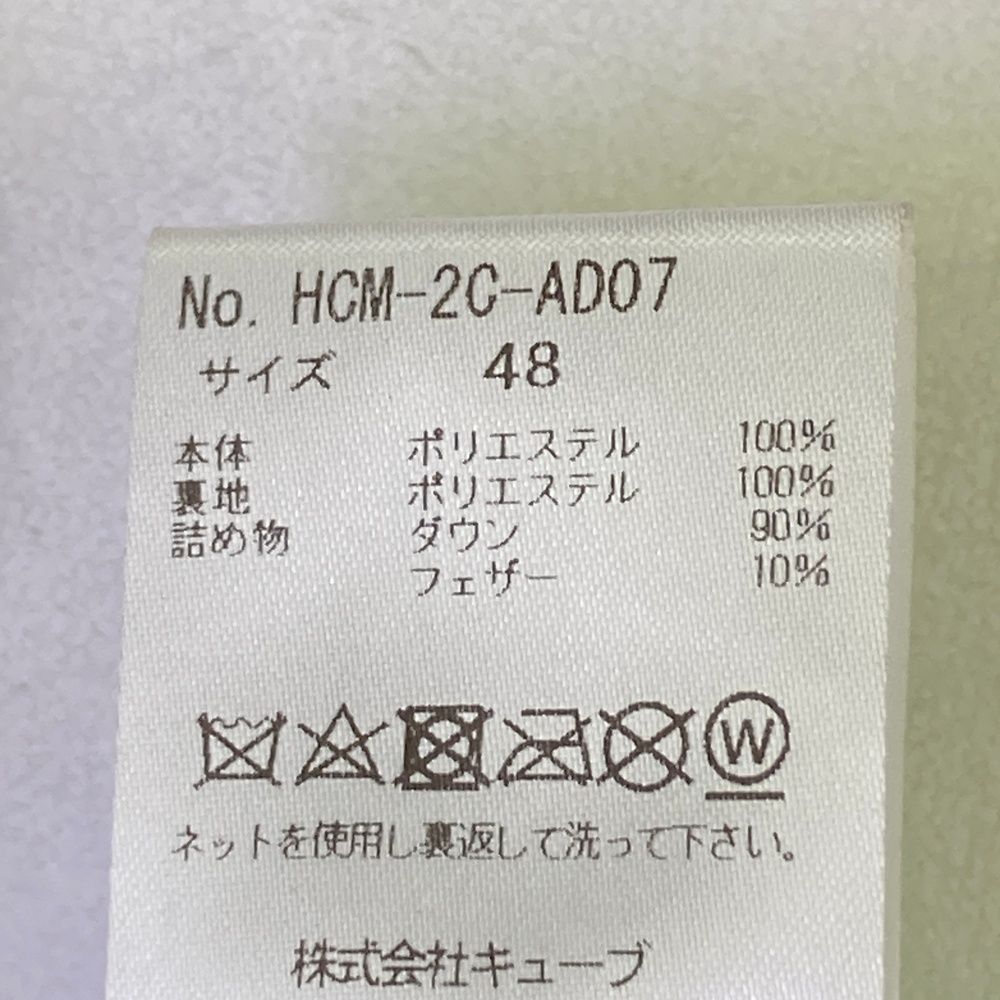 No. HCM-2C-AD07
サイズ 48
本体 ポリエステル 100%
裏地 ポリエステル 100%
詰め物 ダウン 90%
フェザー 10%
W
ネットを使用し裏返して洗って下さい。
株式会社キューブ